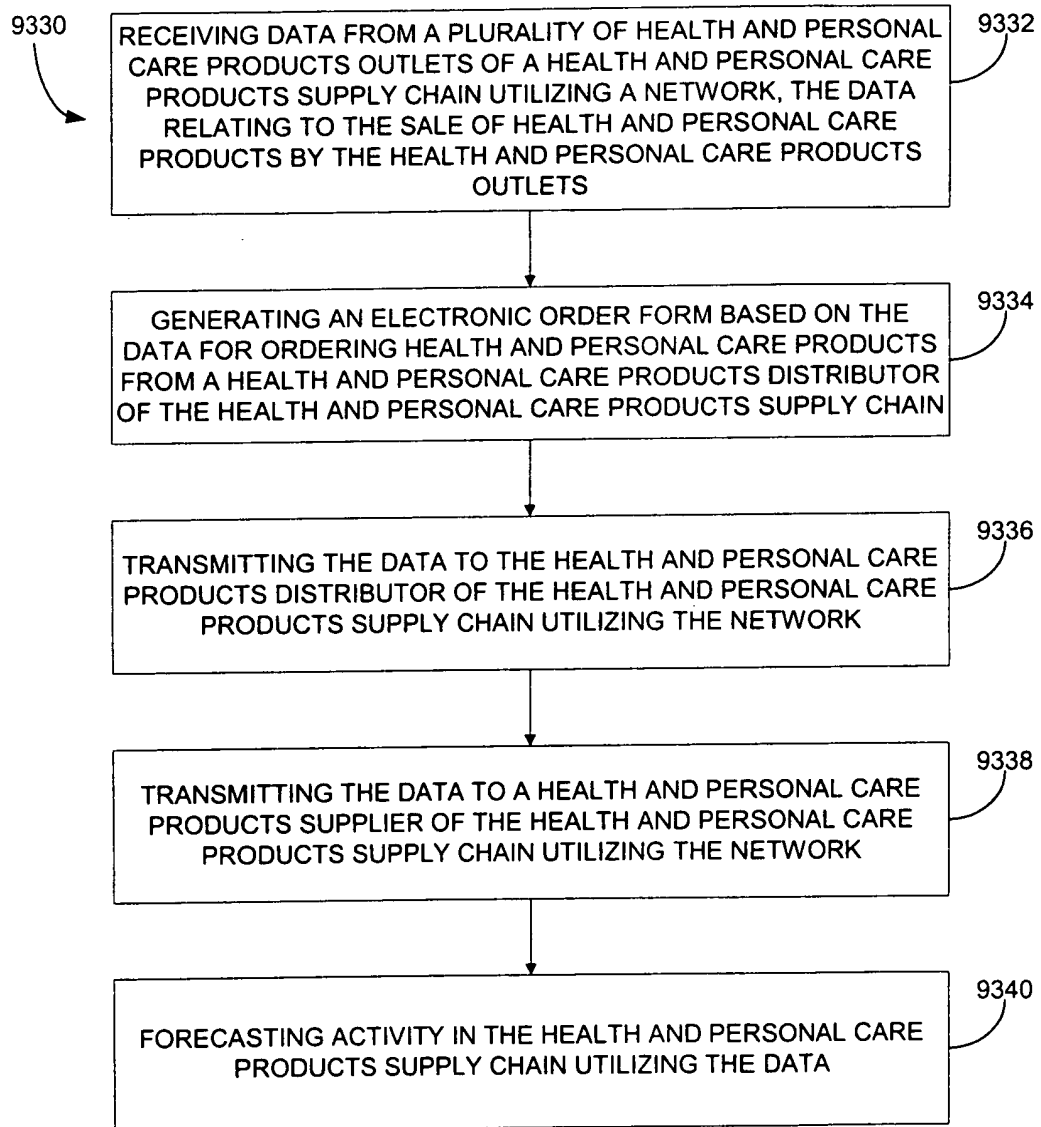 9330
RECEIVING DATA FROM A PLURALITY OF HEALTH AND PERSONAL
CARE PRODUCTS OUTLETS OF A HEALTH AND PERSONAL CARE
PRODUCTS SUPPLY CHAIN UTILIZING A NETWORK, THE DATA
RELATING TO THE SALE OF HEALTH AND PERSONAL CARE
PRODUCTS BY THE HEALTH AND PERSONAL CARE PRODUCTS
OUTLETS
9332
GENERATING AN ELECTRONIC ORDER FORM BASED ON THE
DATA FOR ORDERING HEALTH AND PERSONAL CARE PRODUCTS
FROM A HEALTH AND PERSONAL CARE PRODUCTS DISTRIBUTOR
OF THE HEALTH AND PERSONAL CARE PRODUCTS SUPPLY CHAIN
9334
TRANSMITTING THE DATA TO THE HEALTH AND PERSONAL CARE
PRODUCTS DISTRIBUTOR OF THE HEALTH AND PERSONAL CARE
PRODUCTS SUPPLY CHAIN UTILIZING THE NETWORK
9336
TRANSMITTING THE DATA TO A HEALTH AND PERSONAL CARE
PRODUCTS SUPPLIER OF THE HEALTH AND PERSONAL CARE
PRODUCTS SUPPLY CHAIN UTILIZING THE NETWORK
9338
FORECASTING ACTIVITY IN THE HEALTH AND PERSONAL CARE
PRODUCTS SUPPLY CHAIN UTILIZING THE DATA
9340